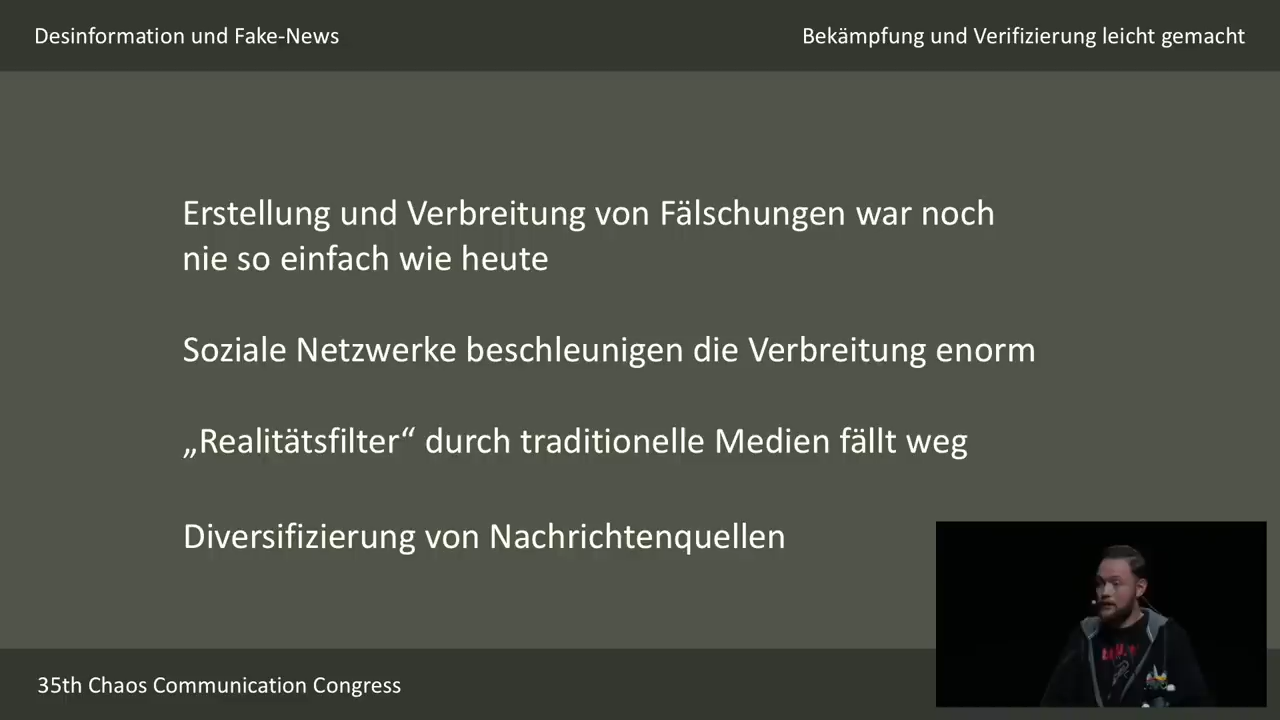 Desinformation und Fake-News
Bekämpfung und Verifizierung leicht gemacht
Erstellung und Verbreitung von Fälschungen war noch
nie so einfach wie heute
Soziale Netzwerke beschleunigen die Verbreitung enorm
„Realitätsfilter“ durch traditionelle Medien fällt weg
Diversifizierung von Nachrichtenquellen
35th Chaos Communication Congress